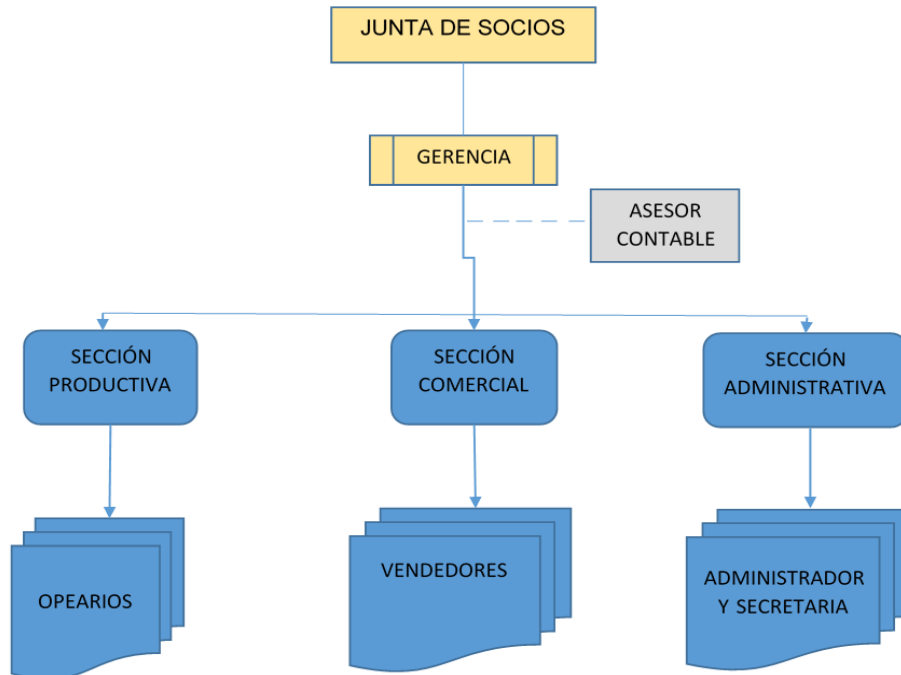 JUNTA DE SOCIOS
GERENCIA
ASESOR
CONTABLE
SECCIÓN
PRODUCTIVA
SECCIÓN
COMERCIAL
SECCIÓN
ADMINISTRATIVA
OPEARIOS
VENDEDORES
ADMINISTRADOR
Y SECRETARIA